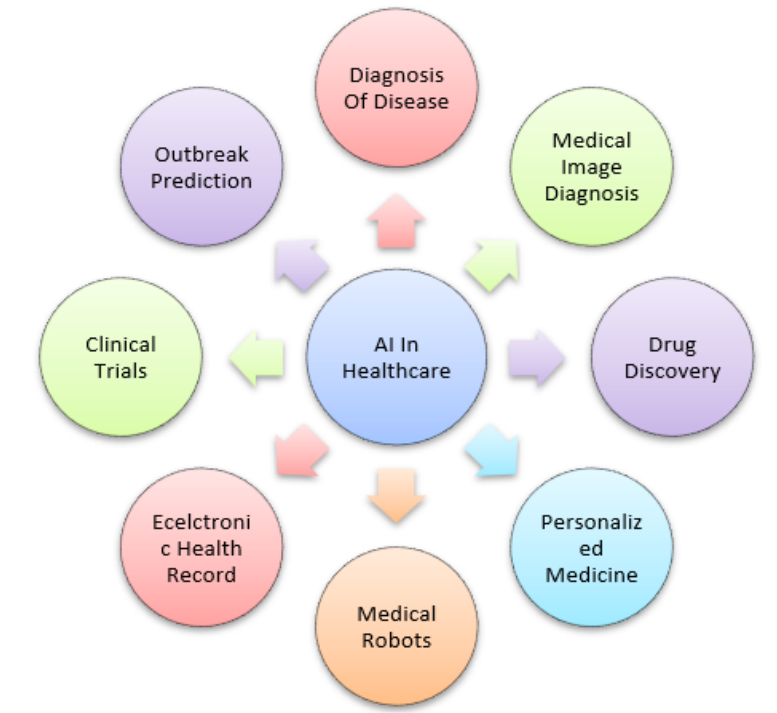 Diagnosis
Of Disease
Outbreak
Prediction
Medical
Image
Diagnosis
Clinical
Trials
AI In
Healthcare
Drug
Discovery
Ecelctroni
c Health
Record
Personaliz
ed
Medicine
Medical
Robots